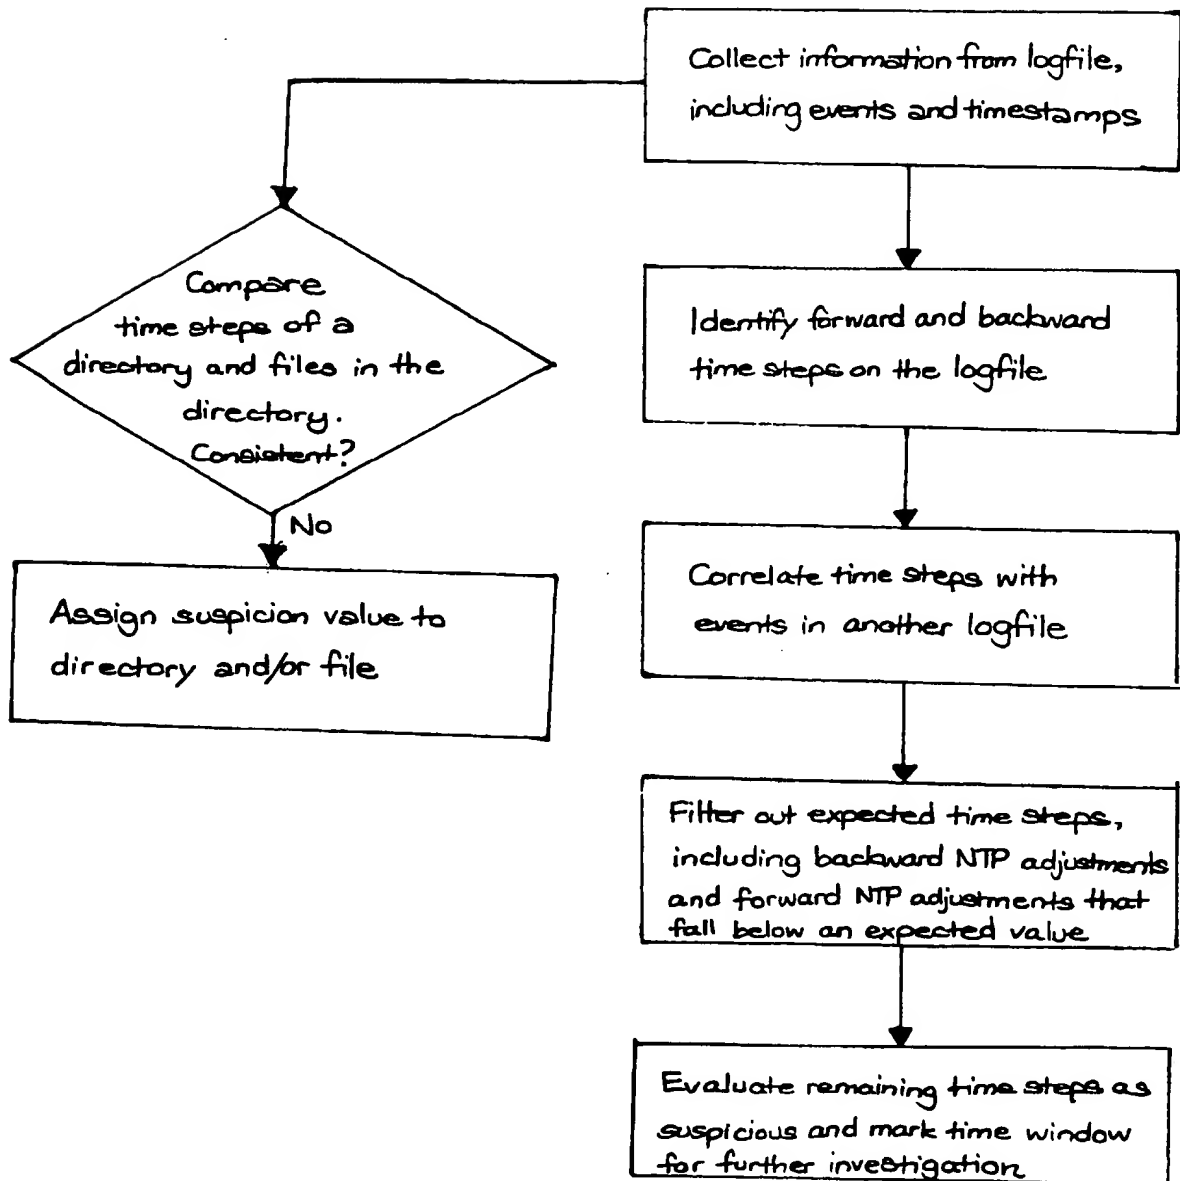 Collect information from logfile,
including events and timestamps
Compare
time steps of a
directory and files in the
directory.
Consistent?
No
Assign suspicion value to
directory and/or file
Identify forward and backward
time steps on the logfile
Correlate time steps with
events in another logfile
Filter out expected time steps,
including backward NTP adjustments
and forward NTP adjustments that
fall below an expected value
Evaluate remaining time steps as
suspicious and mark time window
for further investigation